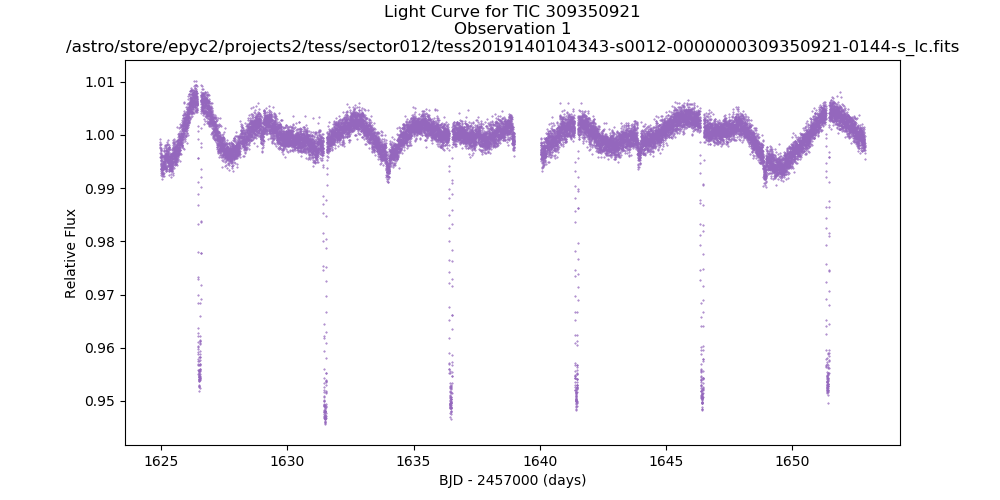 Light Curve for TIC 309350921
Observation 1
/astro/store/epyc2/projects2/tess/sector012/tess2019140104343-s0012-0000000309350921-0144-s_lc.fits
1.01
1.00
0.99
0.98
0.97
0.96
0.95
Relative Flux
1625
1630
1635
1640
1645
1650
BJD - 2457000 (days)